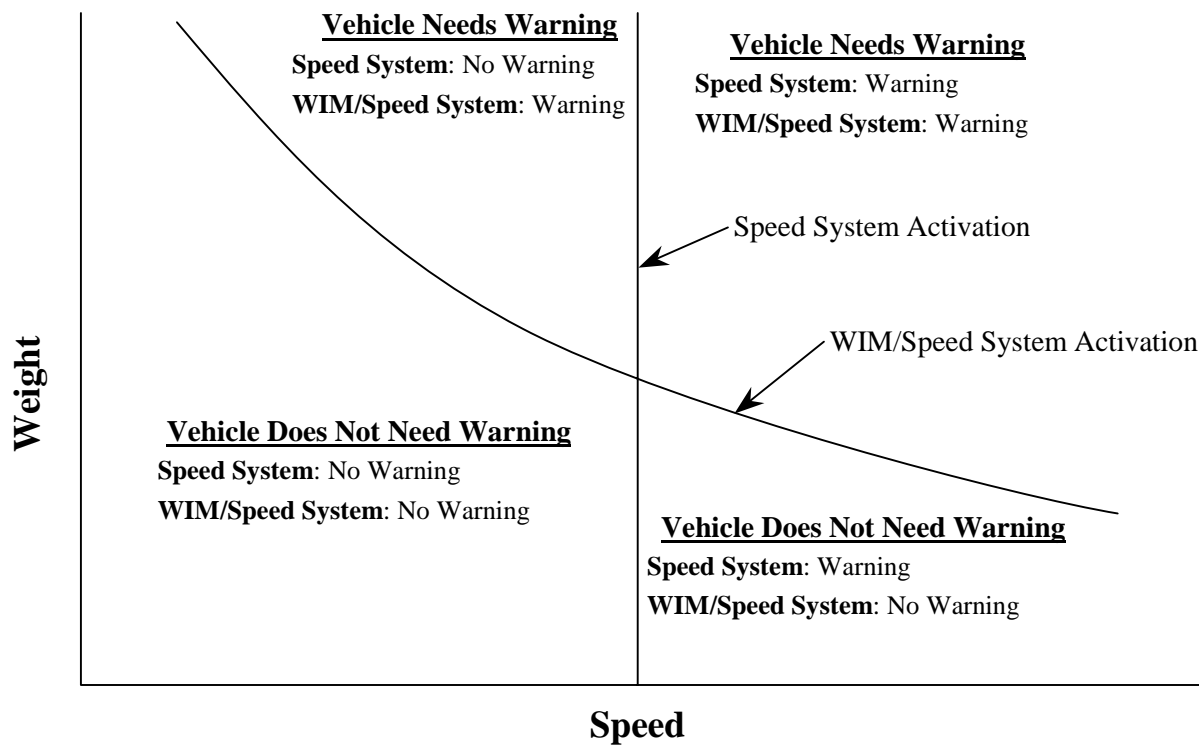 Vehicle Needs Warning
Speed System: No Warning
WIM/Speed System: Warning
Vehicle Needs Warning
Speed System: Warning
WIM/Speed System: Warning
Speed System Activation
WIM/Speed System Activation
Weight
Vehicle Does Not Need Warning
Speed System: No Warning
WIM/Speed System: No Warning
Vehicle Does Not Need Warning
Speed System: Warning
WIM/Speed System: No Warning
Speed